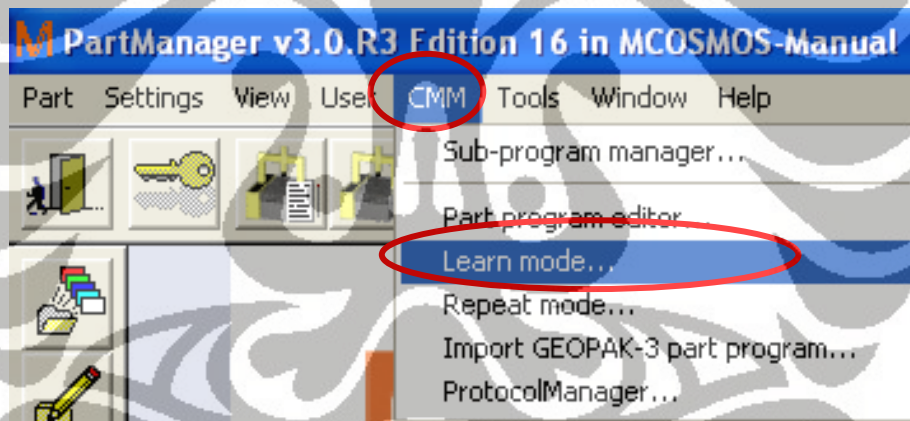 PartManager v3.0.R3 Edition 16 in MCOSMOS-Manual
Part Settings View User CMM Tools Window Help
Sub-program manager...
Part program editor...
Learn mode...
Repeat mode...
Import GEOPAK-3 part program...
ProtocolManager...